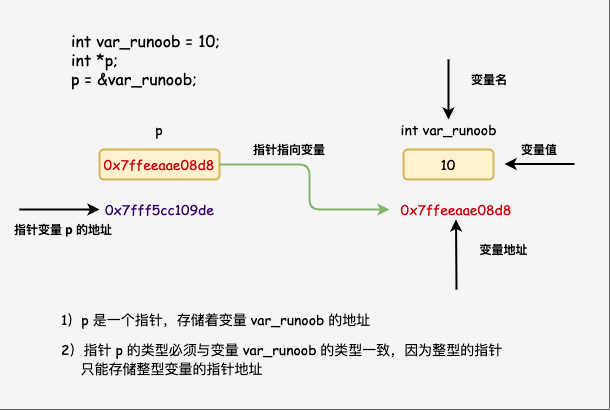 int var_runoob = 10;
int *p;
p = &var_runoob;
变量名
p
int var_runoob
0x7ffeeaae08d8
指针指向变量
10
变量值
0x7fff5cc109de
0x7ffeeaae08d8
指针变量 p 的地址
变量地址
1）p 是一个指针，存储着变量 var_runoob 的地址
2）指针 p 的类型必须与变量 var_runoob 的类型一致，因为整型的指针
只能存储整型变量的指针地址